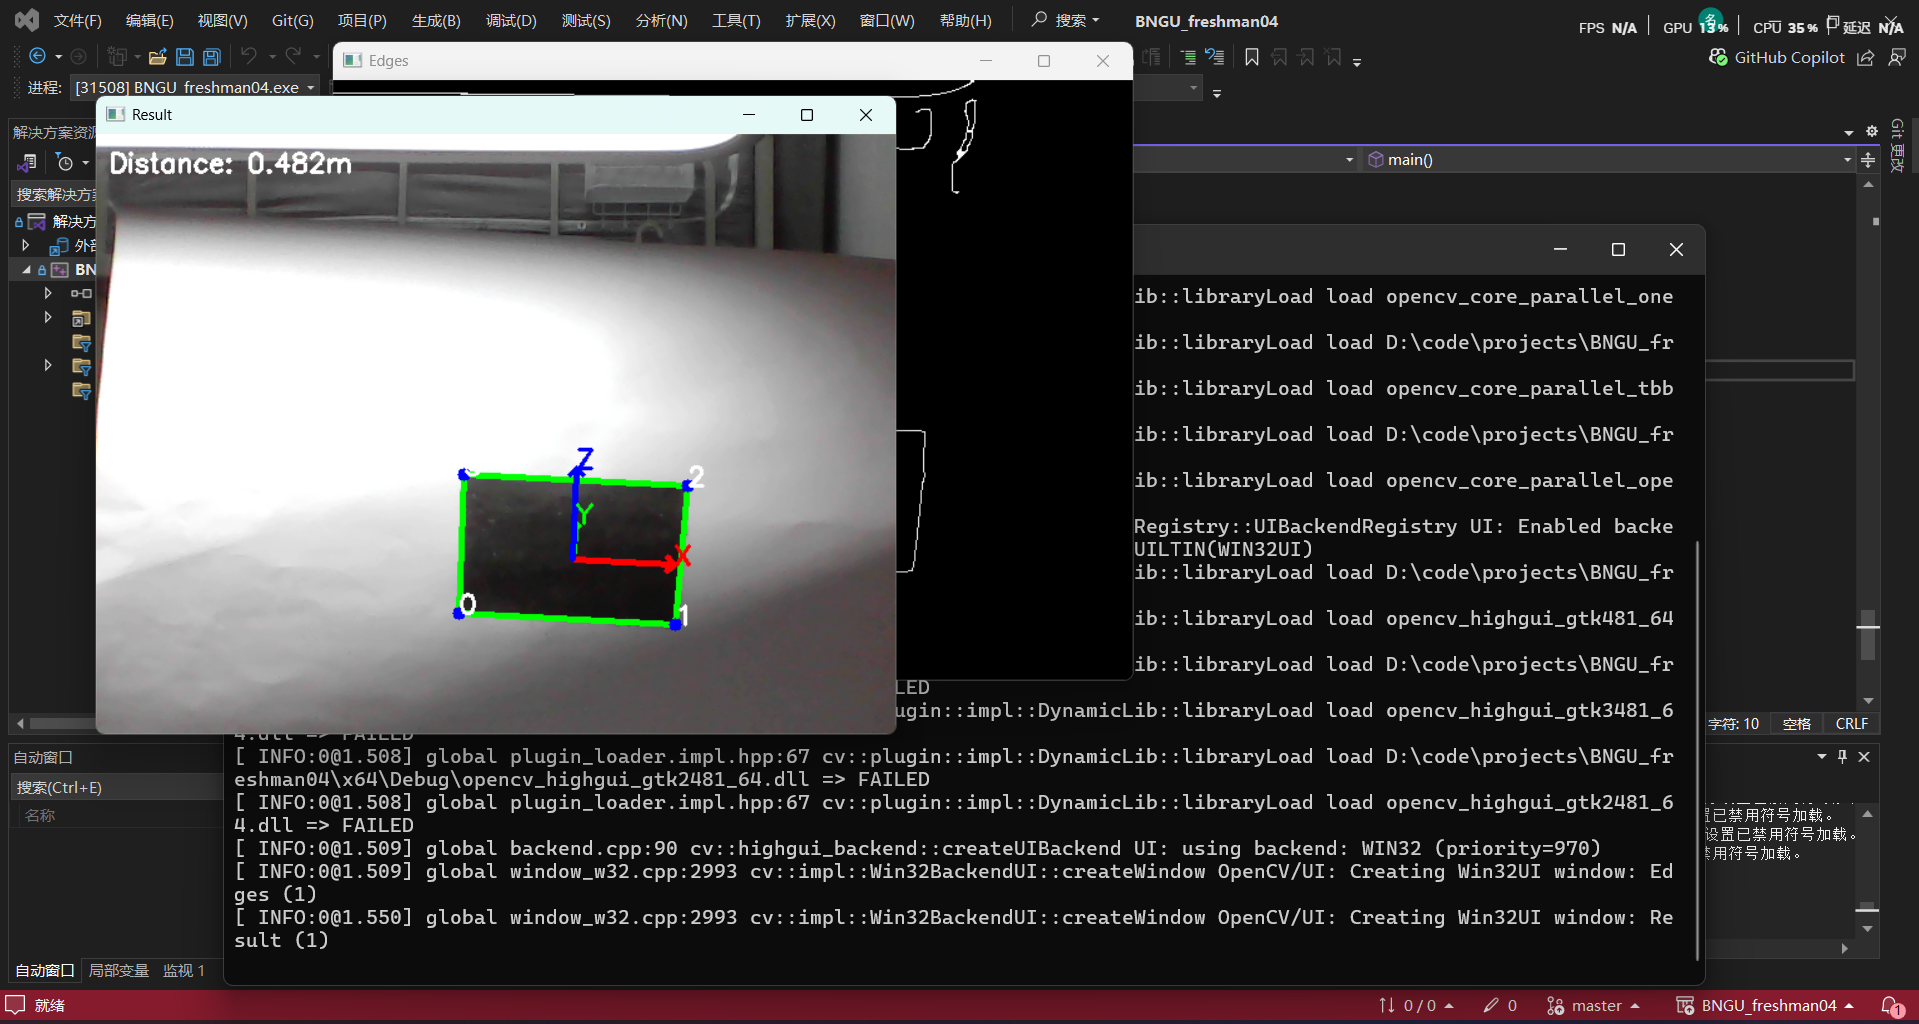 文件(F) 编辑(E) 视图(V) Git(G) 项目(P) 生成(B) 调试(D) 测试(S) 分析(N) 工具(T) 扩展(X) 窗口(W) 帮助(H) 搜索 BNGU_freshman04
FPS N/A GPU 13% CPU 35% 延迟 N/A
名
GitHub Copilot
进程: [31508] BNGU_freshman04.exe
Edges
Result
Distance: 0.482m
Z
Y
X
2
0
1
解决方案资源
搜索解决方案
解决方
外部
BN
main()
Git 更改
ib::libraryLoad load opencv_core_parallel_one
ib::libraryLoad load D:\code\projects\BNGU_fr
ib::libraryLoad load opencv_core_parallel_tbb
ib::libraryLoad load D:\code\projects\BNGU_fr
ib::libraryLoad load opencv_core_parallel_ope
Registry::UIBackendRegistry UI: Enabled backe
UILTIN(WIN32UI)
ib::libraryLoad load D:\code\projects\BNGU_fr
ib::libraryLoad load opencv_highgui_gtk481_64
ib::libraryLoad load D:\code\projects\BNGU_fr
LED
ugin::impl::DynamicLib::libraryLoad load opencv_highgui_gtk3481_6
4.dll => FAILED
[ INFO:0@1.508] global plugin_loader.impl.hpp:67 cv::plugin::impl::DynamicLib::libraryLoad load D:\code\projects\BNGU_fr
eshman04\x64\Debug\opencv_highgui_gtk2481_64.dll => FAILED
[ INFO:0@1.508] global plugin_loader.impl.hpp:67 cv::plugin::impl::DynamicLib::libraryLoad load opencv_highgui_gtk2481_6
4.dll => FAILED
[ INFO:0@1.509] global backend.cpp:90 cv::highgui_backend::createUIBackend UI: using backend: WIN32 (priority=970)
[ INFO:0@1.509] global window_w32.cpp:2993 cv::impl::Win32BackendUI::createWindow OpenCV/UI: Creating Win32UI window: Ed
ges (1)
[ INFO:0@1.550] global window_w32.cpp:2993 cv::impl::Win32BackendUI::createWindow OpenCV/UI: Creating Win32UI window: Re
sult (1)
字符: 10 空格 CRLF
自动窗口
搜索(Ctrl+E)
名称
置已禁用符号加载。
设置已禁用符号加载。
禁用符号加载。
自动窗口 局部变量 监视 1
就绪
0 / 0 0 master BNGU_freshman04 1